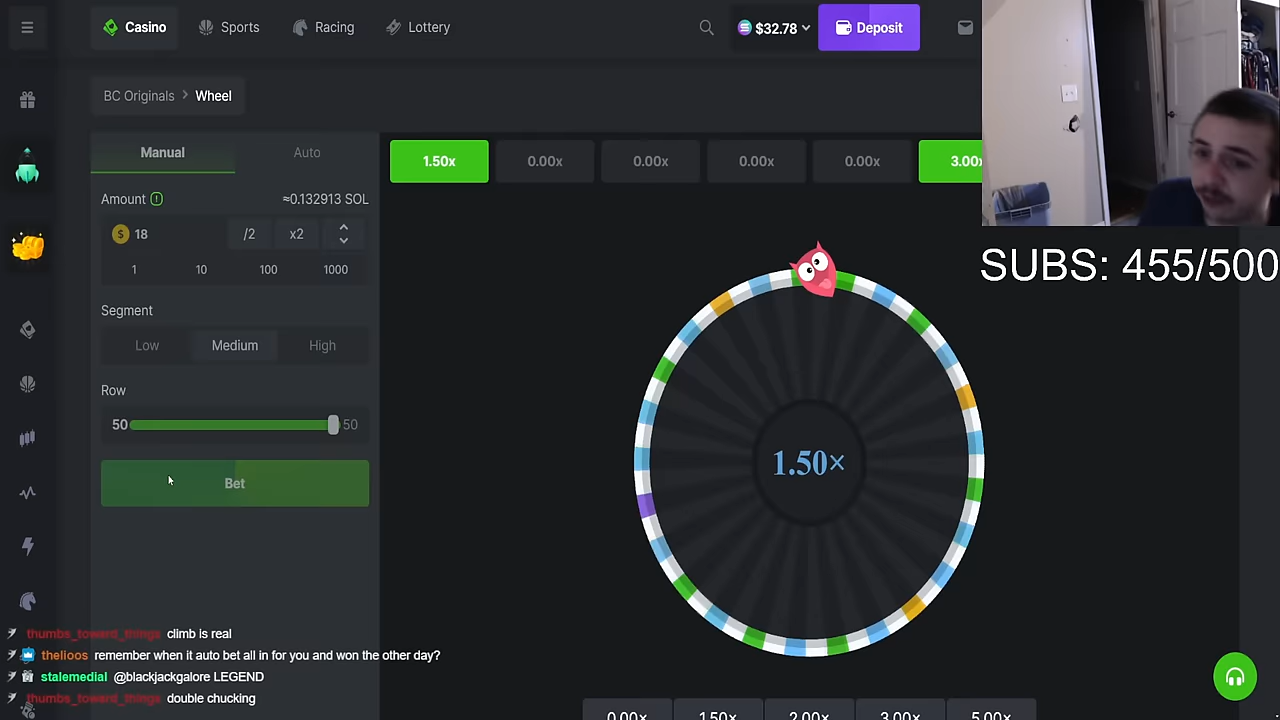 Casino
Sports
Racing
Lottery
$32.78
Deposit
BC Originals > Wheel
Manual
Auto
1.50x
0.00x
0.00x
0.00x
0.00x
3.00x
Amount
≈0.132913 SOL
18
/2
x2
1
10
100
1000
SUBS: 455/500
Segment
Low
Medium
High
Row
50
50
1.50×
Bet
thumbs_toward_things climb is real
thelioos remember when it auto bet all in for you and won the other day?
stalemedial @blackjackgalore LEGEND
thumbs_toward_things double chucking
0.00x
1.50x
2.00x
3.00x
5.00x